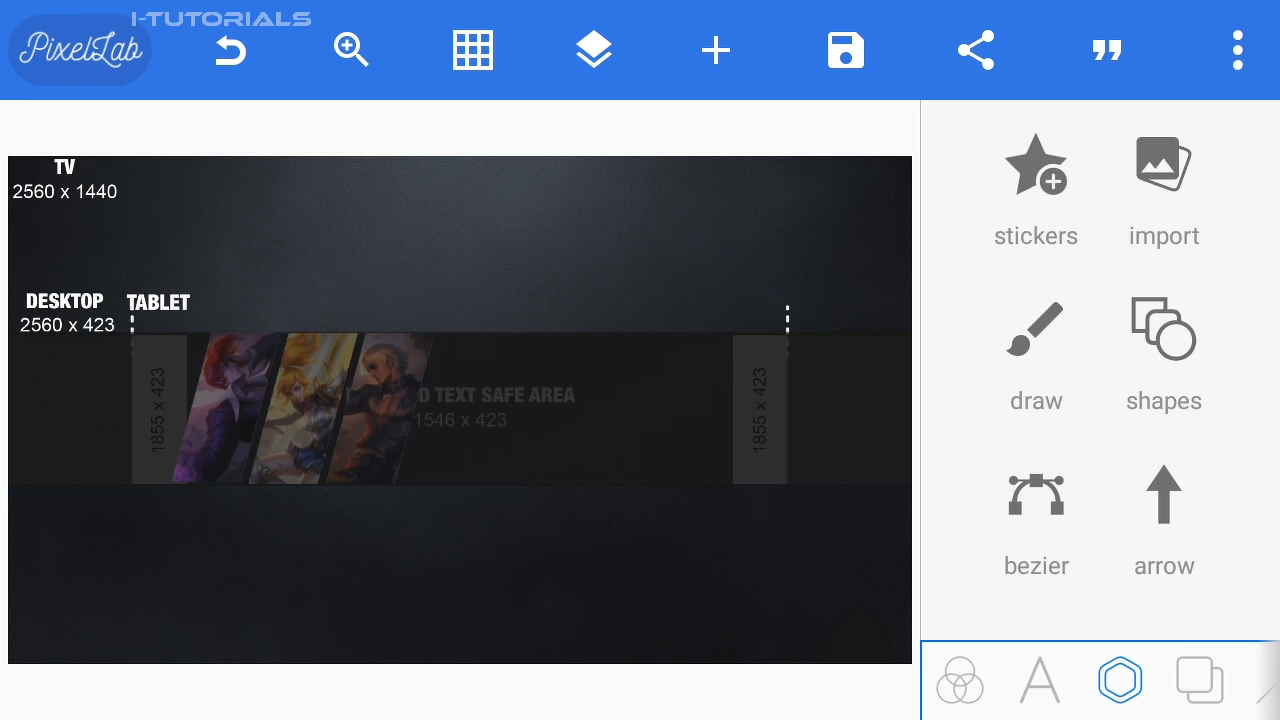 I-TUTORIALS
PixelLab
TV
2560 x 1440
DESKTOP
2560 x 423
TABLET
1855 x 423
D TEXT SAFE AREA
1546 x 423
1855 x 423
stickers
import
draw
shapes
bezier
arrow